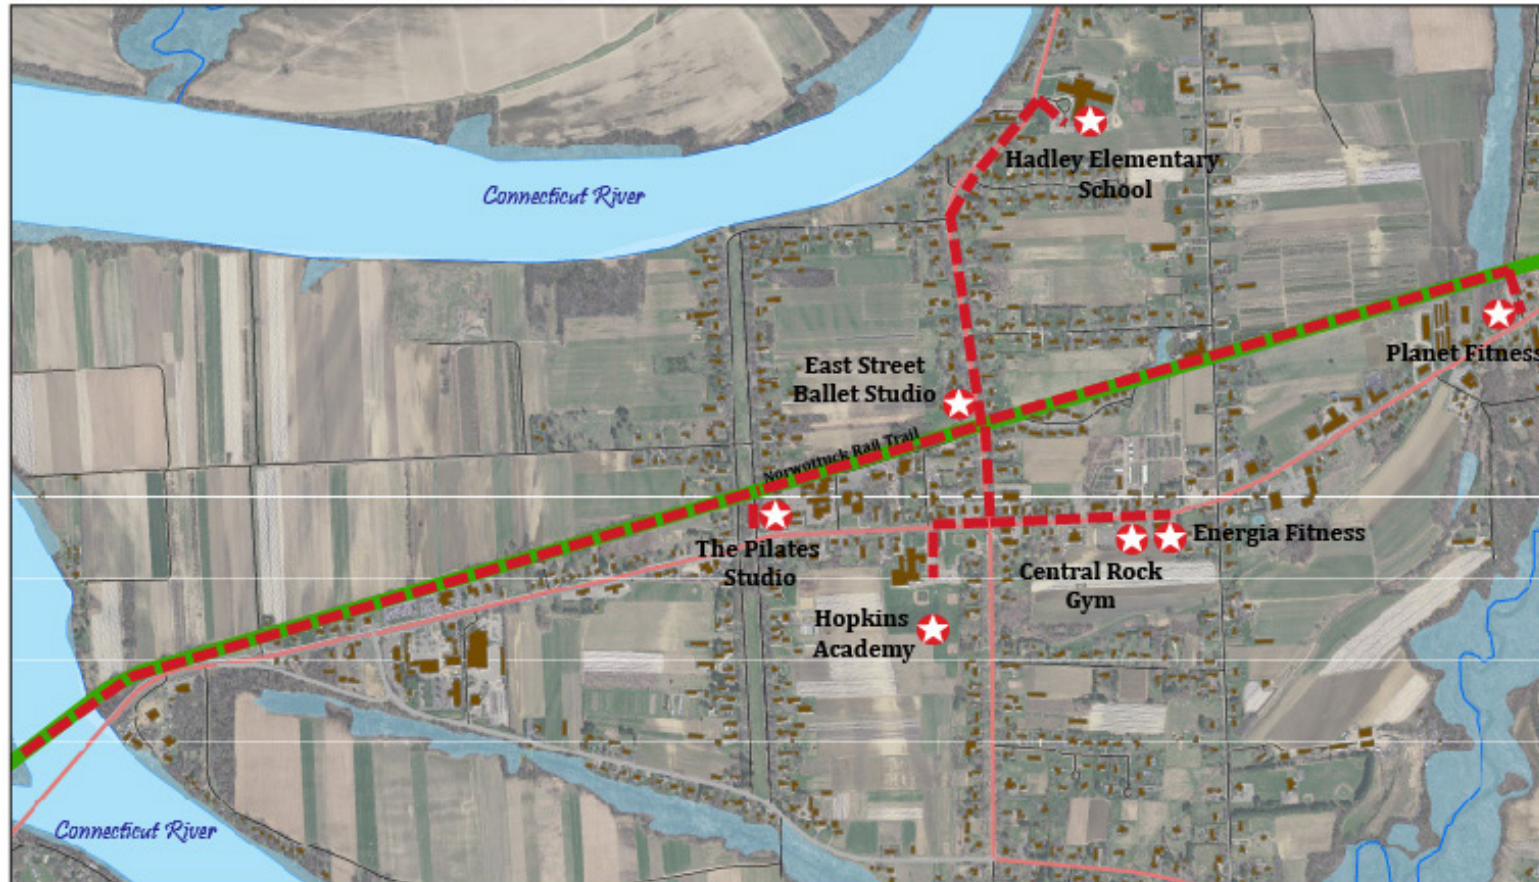 Hadley Elementary
School
Connecticut River
East Street
Ballet Studio
Planet Fitness
Norwottuck Rail Trail
The Pilates
Studio
Energia Fitness
Central Rock
Gym
Hopkins
Academy
Connecticut River